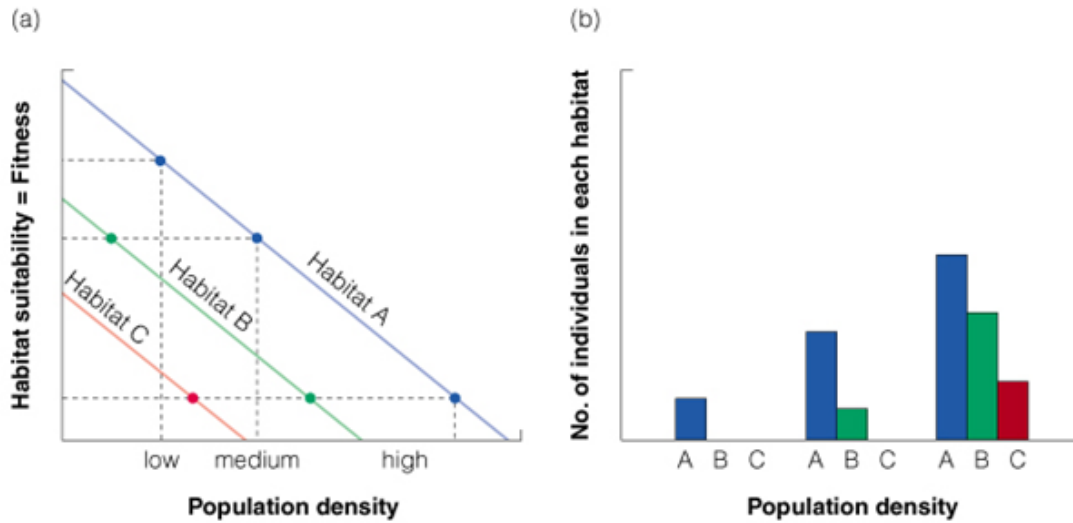 (a)
Habitat suitability = Fitness
Habitat A
Habitat B
Habitat C
low medium high
Population density
(b)
No. of individuals in each habitat
A B C A B C A B C
Population density